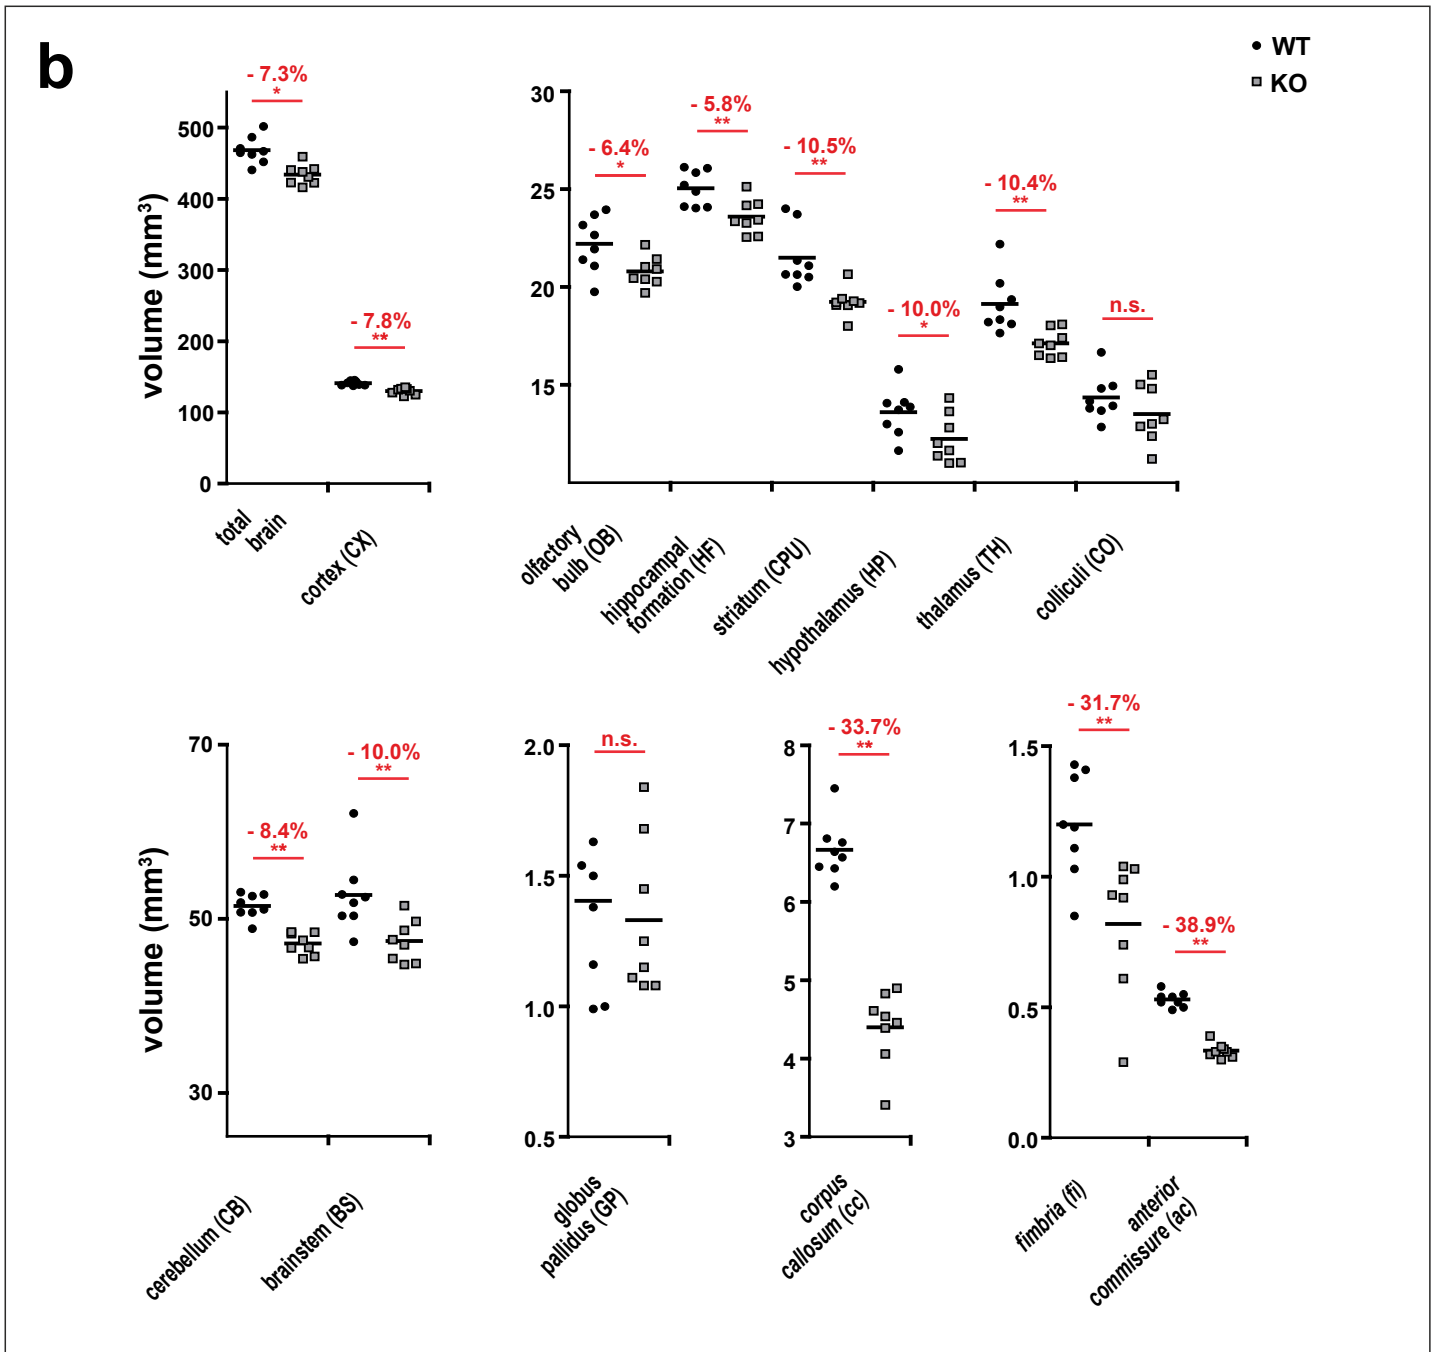 b
WT
KO
volume (mm3)
500
400
300
200
100
0
- 7.3%
*
- 7.8%
**
total
brain
cortex (CX)
30
25
20
15
- 6.4%
*
- 5.8%
**
- 10.5%
**
- 10.0%
*
- 10.4%
**
n.s.
olfactory
bulb (OB)
hippocampal
formation (HF)
striatum (CPU)
hypothalamus (HP)
thalamus (TH)
colliculi (CO)
volume (mm3)
70
50
30
- 8.4%
**
- 10.0%
**
cerebellum (CB)
brainstem (BS)
2.0
1.5
1.0
0.5
n.s.
globus
pallidus (GP)
8
7
6
5
4
3
- 33.7%
**
corpus
callosum (cc)
1.5
1.0
0.5
0.0
- 31.7%
**
- 38.9%
**
fimbria (fi)
anterior
commissure (ac)